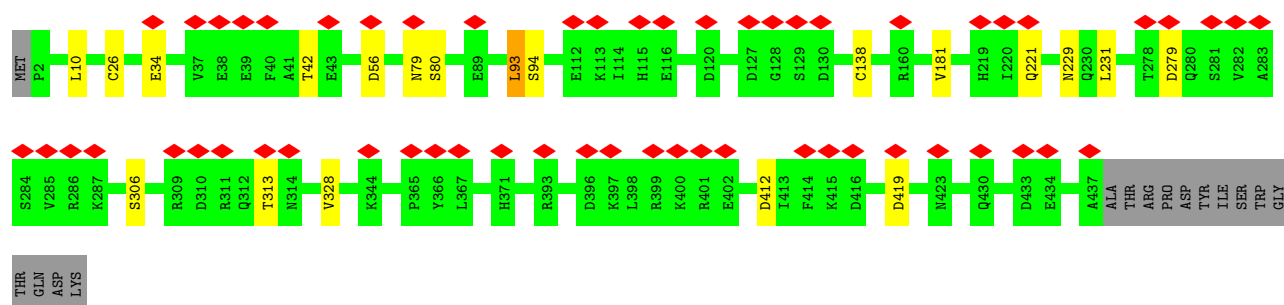 MET P2 L10 C26 E34 V37 E38 E39 F40 A41 T42 E43 D56 N79 S80 E89 L93 S94 E112 K113 I114 H115 E116 D120 D127 G128 S129 D130 C138 R160 V181 H219 I220 Q221 N229 Q230 L231 T278 D279 Q280 S281 V282 A283
S284 V285 R286 K287 S306 R309 D310 R311 Q312 T313 N314 V328 K344 P365 Y366 L367 H371 R393 D396 K397 L398 R399 K400 R401 E402 D412 I413 F414 K415 D416 D419 N423 Q430 D433 E434 A437 ALA THR ARG PRO ASP TYR ILE SER TRP GLY
THR GLN ASP LYS